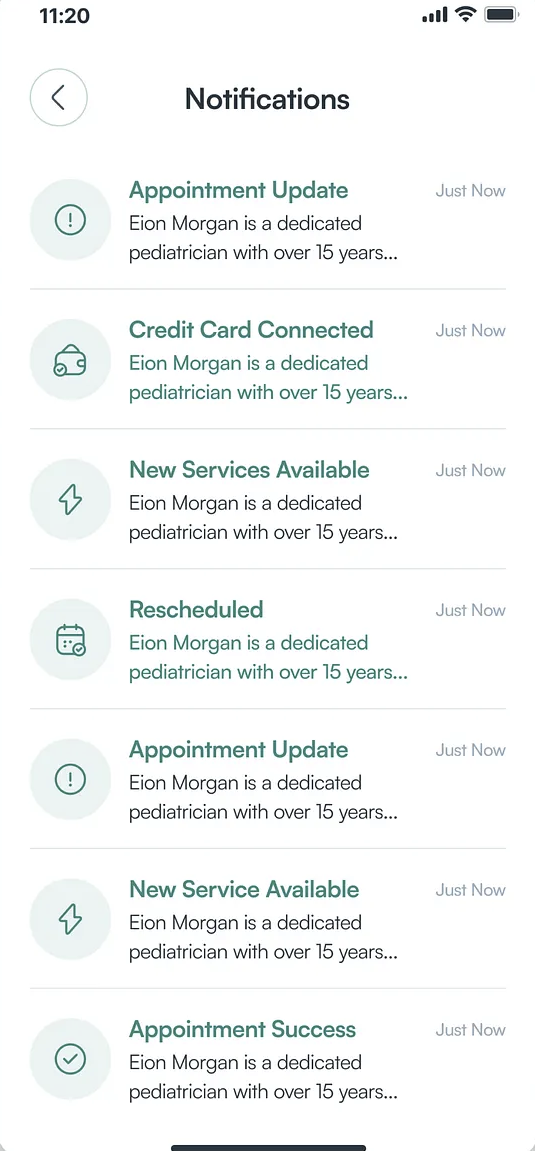 11:20
Notifications
Appointment Update
Just Now
Eion Morgan is a dedicated
pediatrician with over 15 years...
Credit Card Connected
Just Now
Eion Morgan is a dedicated
pediatrician with over 15 years...
New Services Available
Just Now
Eion Morgan is a dedicated
pediatrician with over 15 years...
Rescheduled
Just Now
Eion Morgan is a dedicated
pediatrician with over 15 years...
Appointment Update
Just Now
Eion Morgan is a dedicated
pediatrician with over 15 years...
New Service Available
Just Now
Eion Morgan is a dedicated
pediatrician with over 15 years...
Appointment Success
Just Now
Eion Morgan is a dedicated
pediatrician with over 15 years...